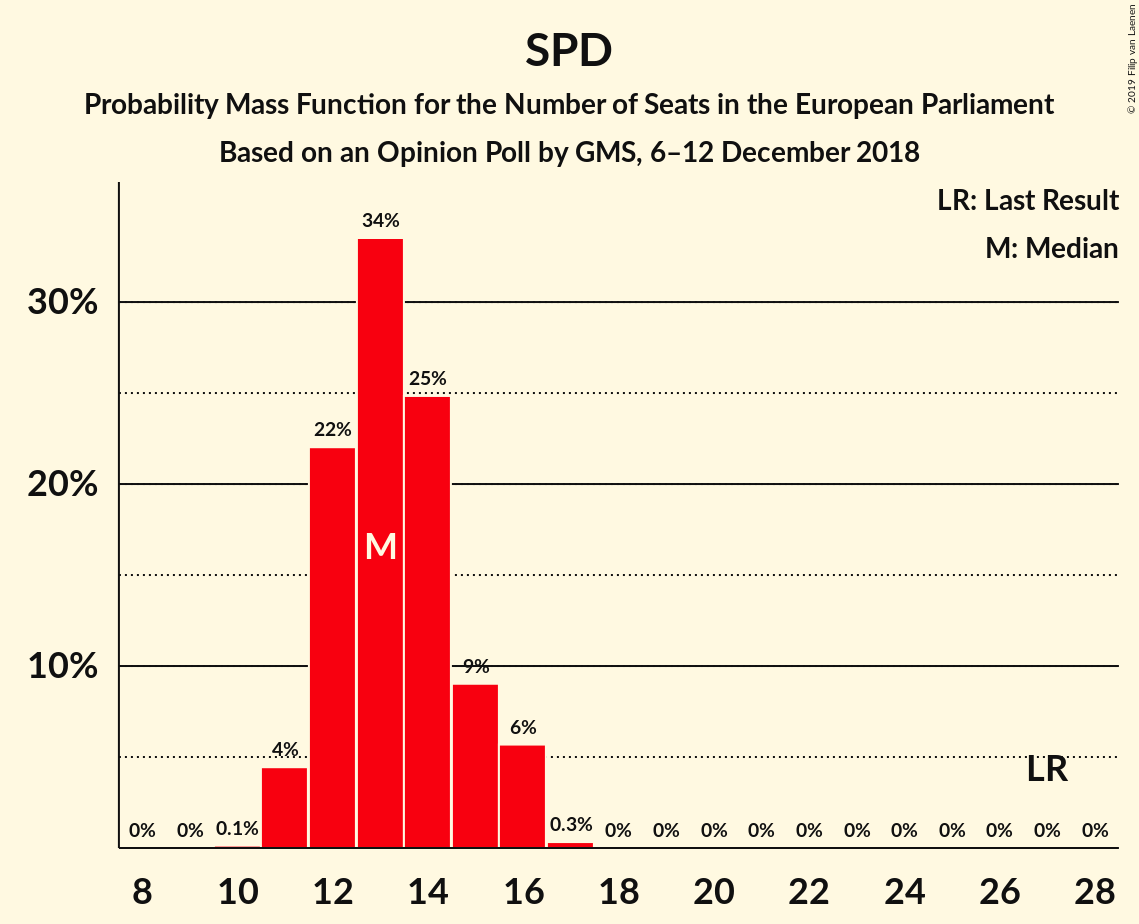 SPD
Probability Mass Function for the Number of Seats in the European Parliament
Based on an Opinion Poll by GMS, 6–12 December 2018
© 2019 Filip van Laenen
LR: Last Result
M: Median
30%
20%
10%
0% 0% 0.1% 4% 22% 34% 25% 9% 6% 0.3% 0% 0% 0% 0% 0% 0% 0% 0% 0% 0% 0%
M
LR
8 10 12 14 16 18 20 22 24 26 28